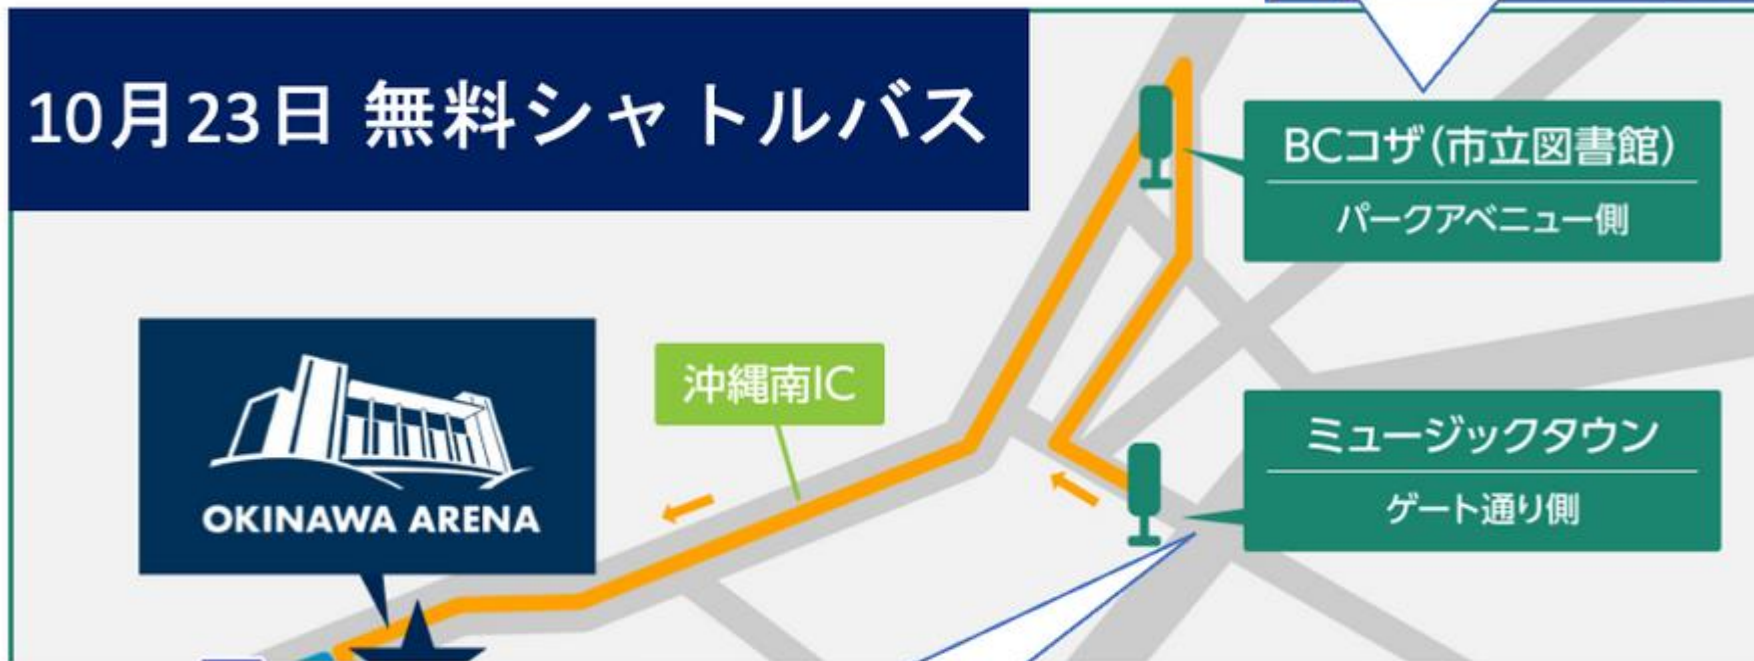 10月23日 無料シャトルバス
BCコザ(市立図書館)
パークアベニュー側
沖縄南IC
OKINAWA ARENA
ミュージックタウン
ゲート通り側